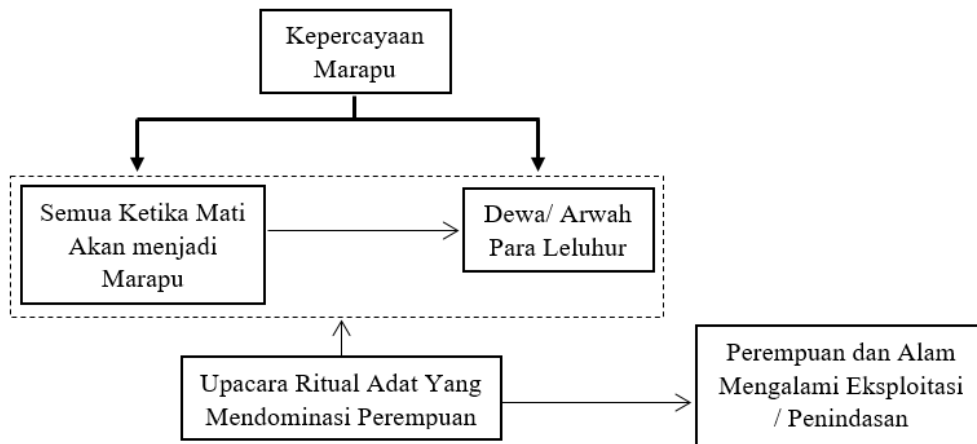 Kepercayaan
Marapu
Semua Ketika Mati
Akan menjadi
Marapu
Dewa/ Arwah
Para Leluhur
Upacara Ritual Adat Yang
Mendominasi Perempuan
Perempuan dan Alam
Mengalami Eksploitasi
/ Penindasan